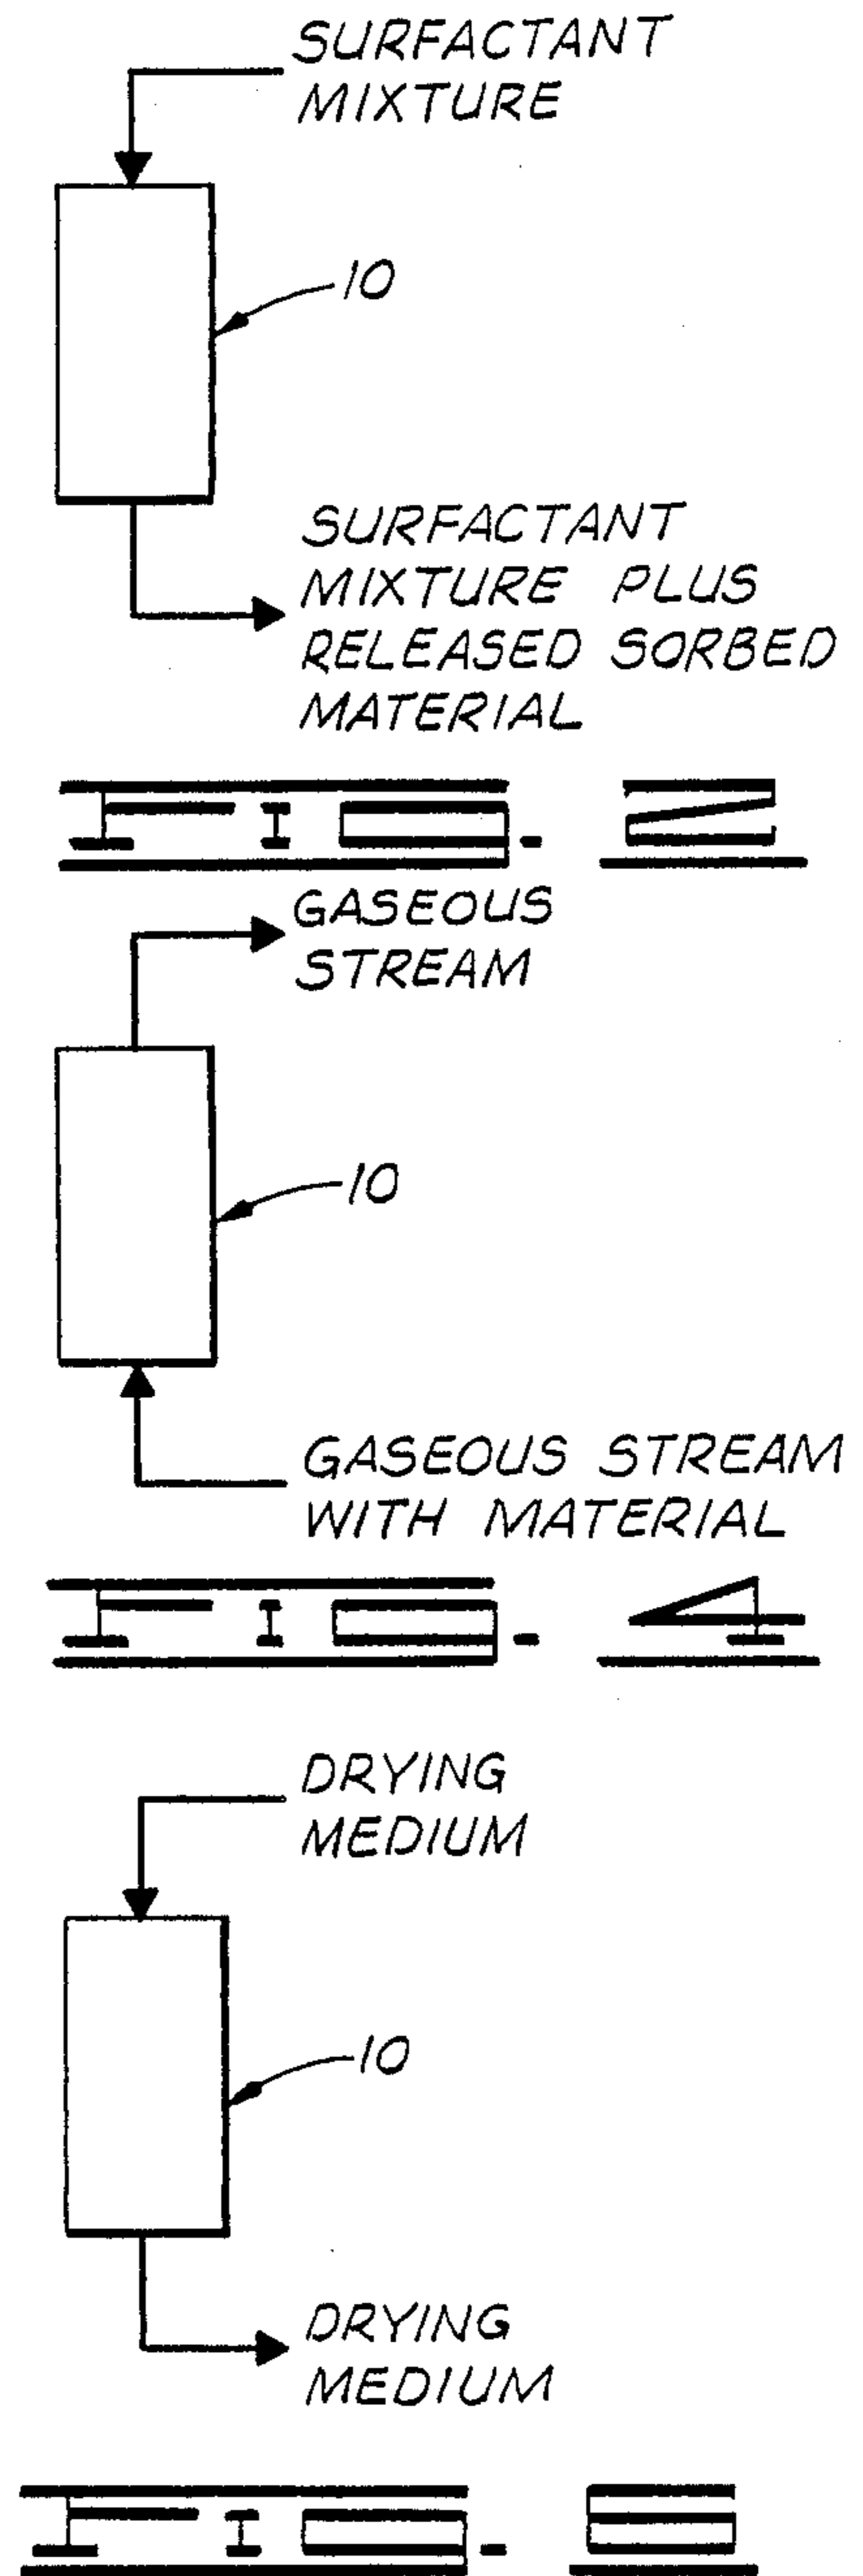 SURFACTANT
MIXTURE
10
SURFACTANT
MIXTURE PLUS
RELEASED SORBED
MATERIAL
FIG. 2
GASEOUS
STREAM
10
GASEOUS STREAM
WITH MATERIAL
FIG. 4
DRYING
MEDIUM
10
DRYING
MEDIUM
FIG. 6